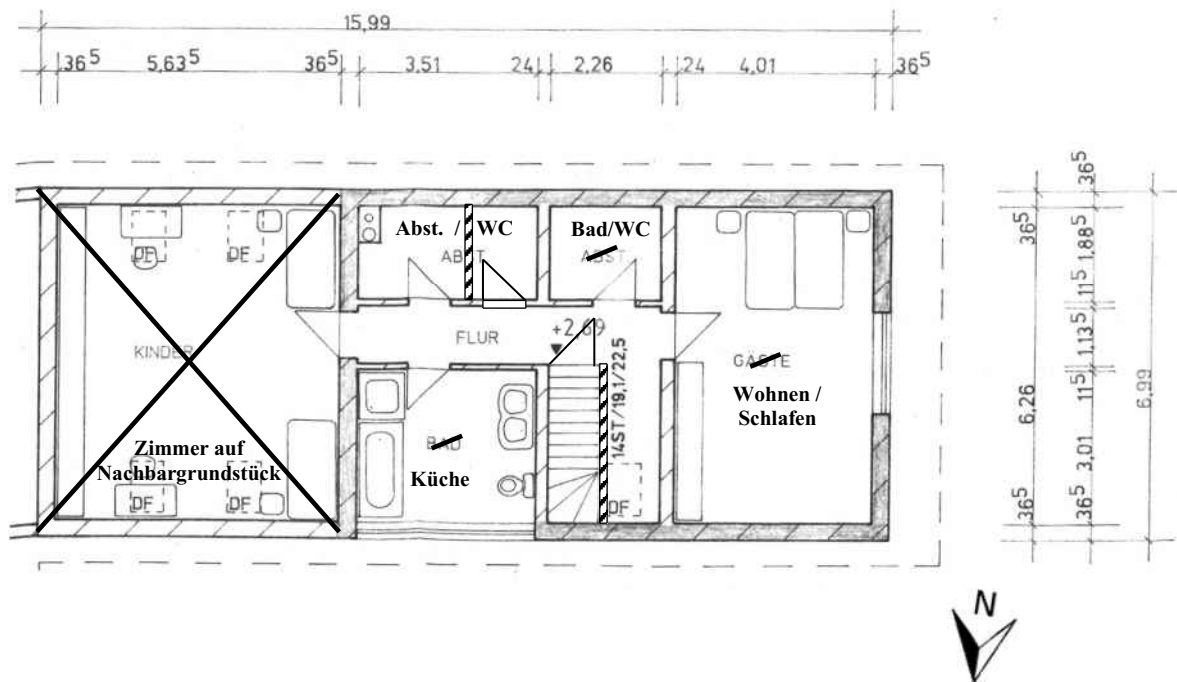 15,99
36⁵ 5,63⁵ 36⁵ 3,51 24 2,26 24 4,01 36⁵
Abst. / WC
ABST
Bad/WC
ABST
DF
DF
KINDER
FLUR
+2,69
GÄSTE
Wohnen /
Schlafen
14ST/19,1/22,5
BAD
Küche
Zimmer auf
Nachbargrundstück
DF
DF
DF
36⁵ 6,26 36⁵
36⁵ 1,88⁵ 11⁵ 1,13⁵ 11⁵ 3,01 36⁵
6,99
N